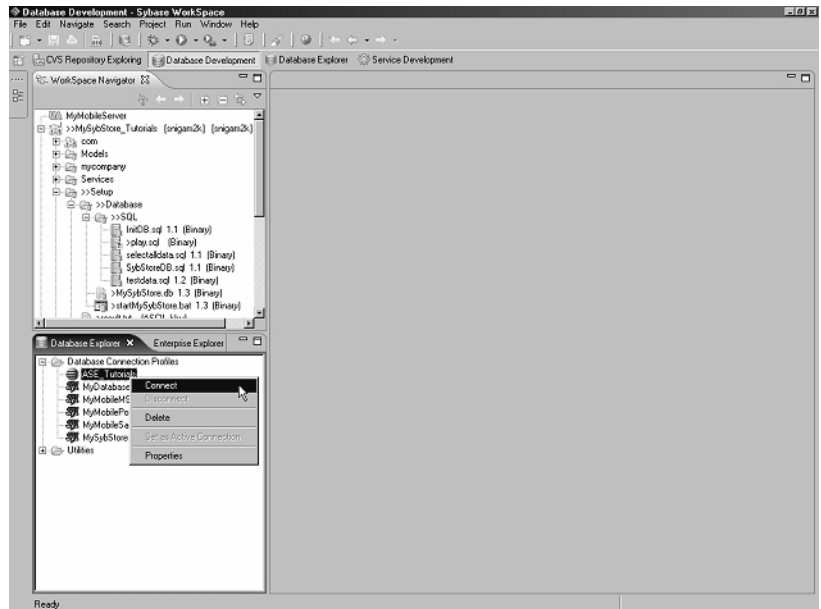 Database Development - Sybase WorkSpace
File Edit Navigate Search Project Run Window Help
CVS Repository Exploring Database Development Database Explorer Service Development
WorkSpace Navigator
MyMobileServer
>>MySybStore_Tutorials (snigam2k) (snigam2k)
com
Models
mycompany
Services
>>Setup
>>Database
>>SQL
InitDB.sql 1.1 (Binary)
>play.sql (Binary)
selectalldata.sql 1.1 (Binary)
SybStoreDB.sql 1.1 (Binary)
testdata.sql 1.2 (Binary)
>MySybStore.db 1.3 (Binary)
>startMySybStore.bat 1.3 (Binary)
Database Explorer Enterprise Explorer
Database Connection Profiles
ASE_Tutorials
MyDatabase Connect
MyMobileMS Disconnect
MyMobilePo
Delete
MyMobileSa
MySybStore Set as Active Connection
Utilities Properties
Ready